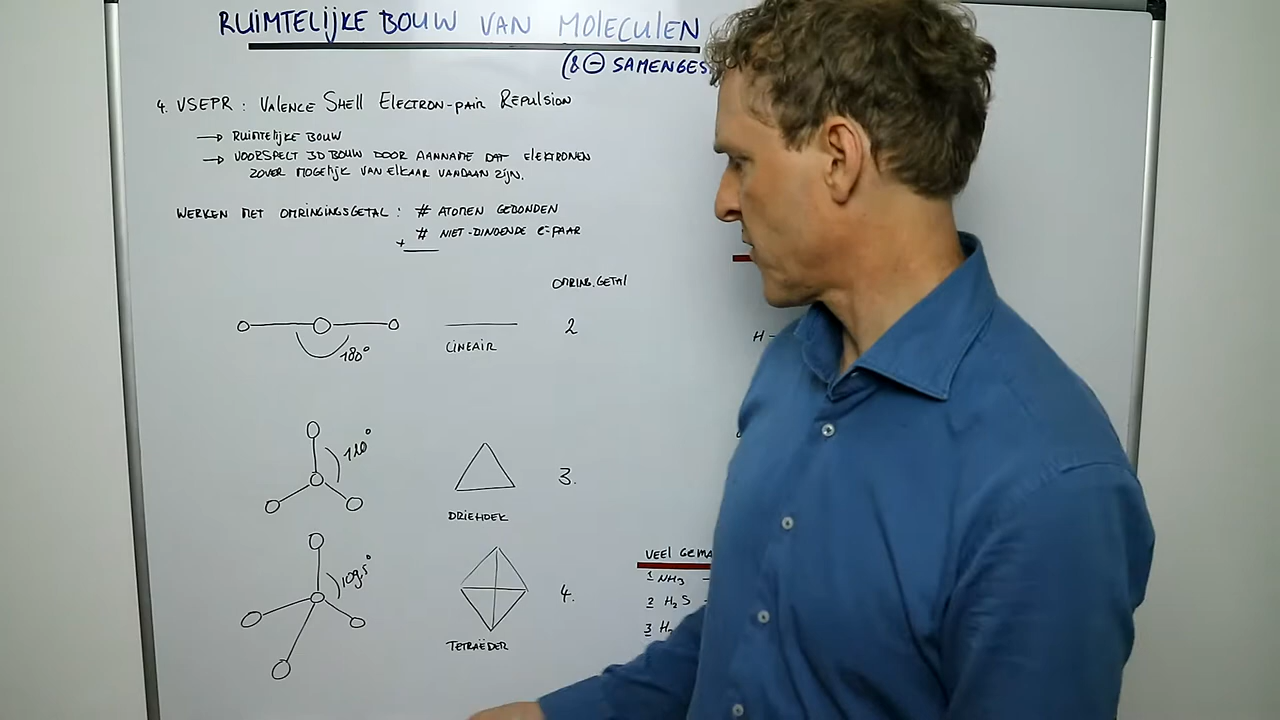 RUIMTELIJKE BOUW VAN MOLECULEN
(& ⊖ SAMENGES
4. VSEPR : VALENCE SHELL ELECTRON-PAIR REPULSION
→ RUIMTELIJKE BOUW
→ VOORSPELT 3D BOUW DOOR AANNAME DAT ELEKTRONEN
ZOVER MOGELIJK VAN ELKAAR VANDAAN ZIJN.
WERKEN MET OMRINGINGSGETAL : # ATOMEN GEBONDEN
+ # NIET-BINDENDE e-PAAR
OMRING.GETAL
180°
LINEAIR
2
H -
120°
DRIEHOEK
3.
109.5°
TETRAËDER
4.
VEEL GEMA
1 NH3 -
2 H2S -
3 H